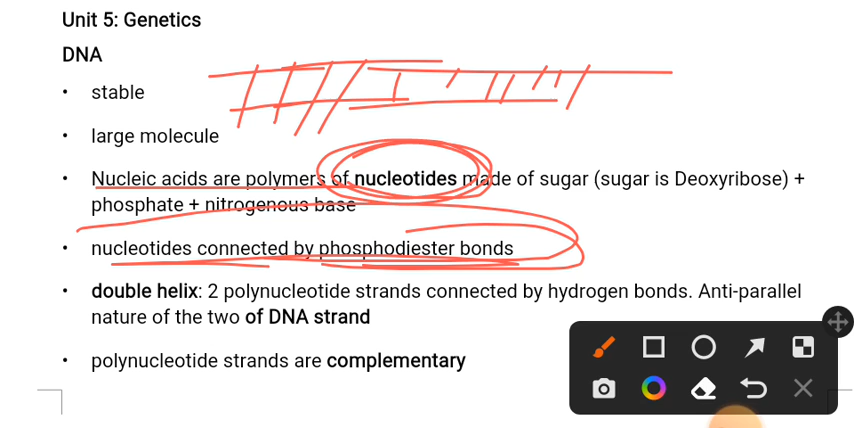 Unit 5: Genetics
DNA
• stable
• large molecule
• Nucleic acids are polymers of nucleotides made of sugar (sugar is Deoxyribose) +
phosphate + nitrogenous base
• nucleotides connected by phosphodiester bonds
• double helix: 2 polynucleotide strands connected by hydrogen bonds. Anti-parallel
nature of the two of DNA strand
• polynucleotide strands are complementary